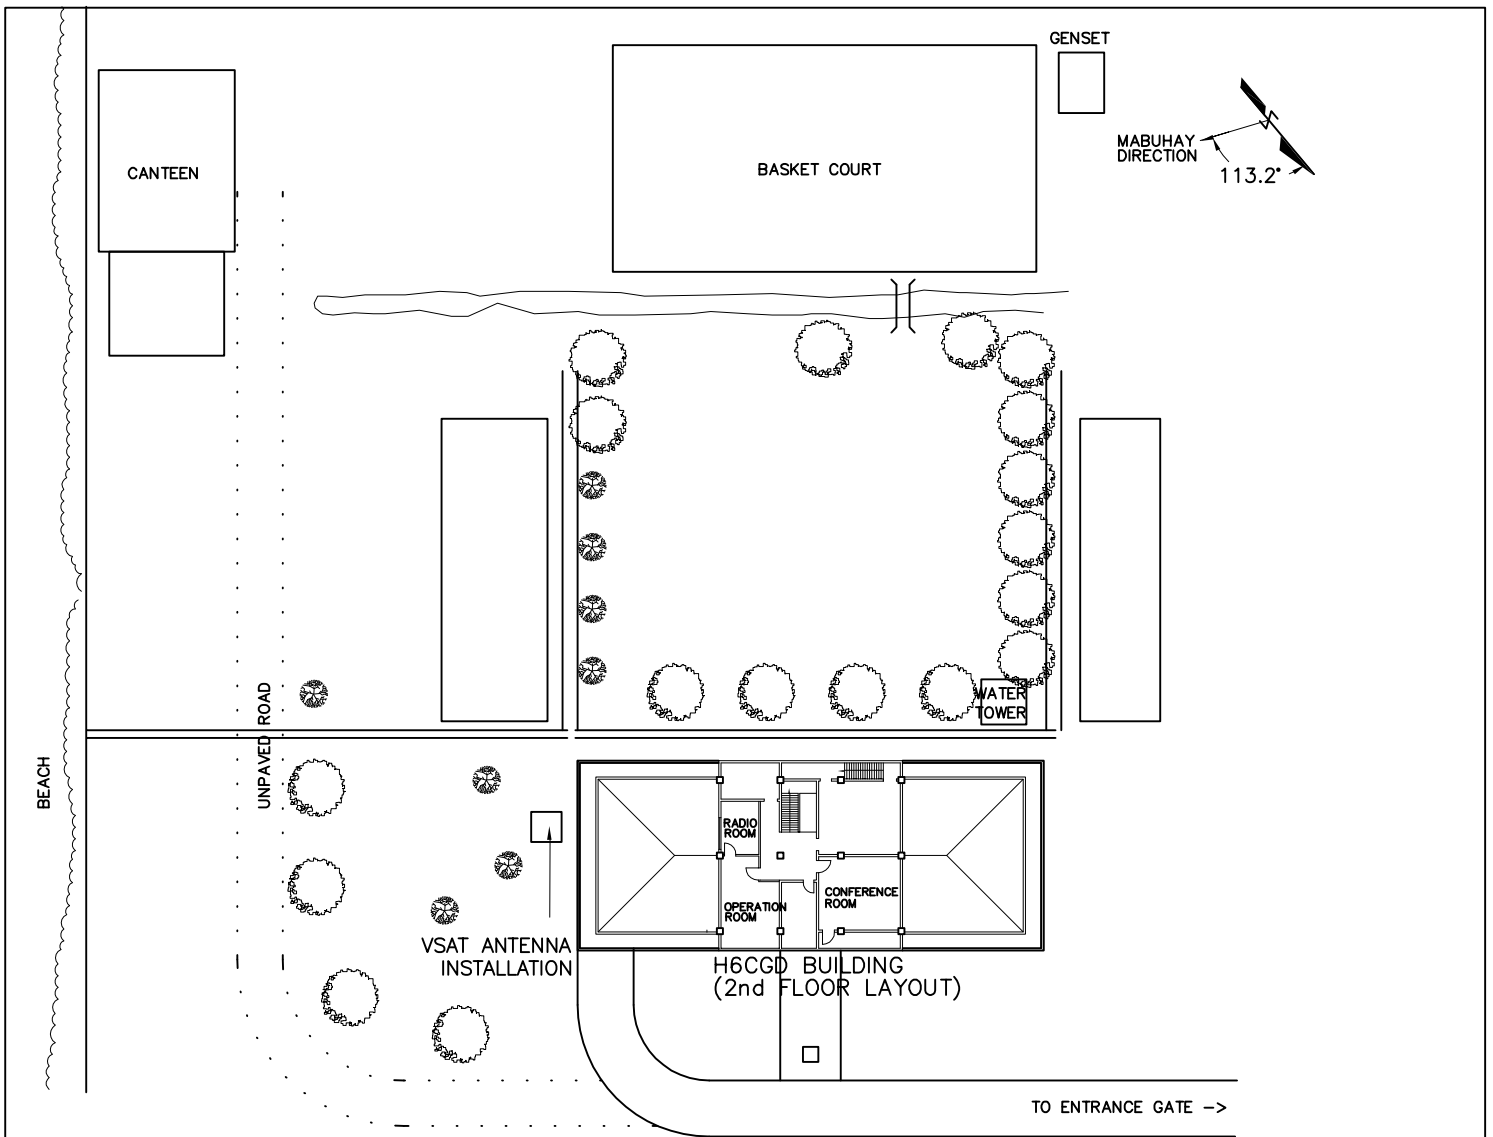 GENSET
MABUHAY
DIRECTION
113.2°
N
CANTEEN
BASKET COURT
WATER
TOWER
UNPAVED ROAD
BEACH
RADIO
ROOM
OPERATION
ROOM
CONFERENCE
ROOM
VSAT ANTENNA
INSTALLATION
H6CGD BUILDING
(2nd FLOOR LAYOUT)
TO ENTRANCE GATE ->